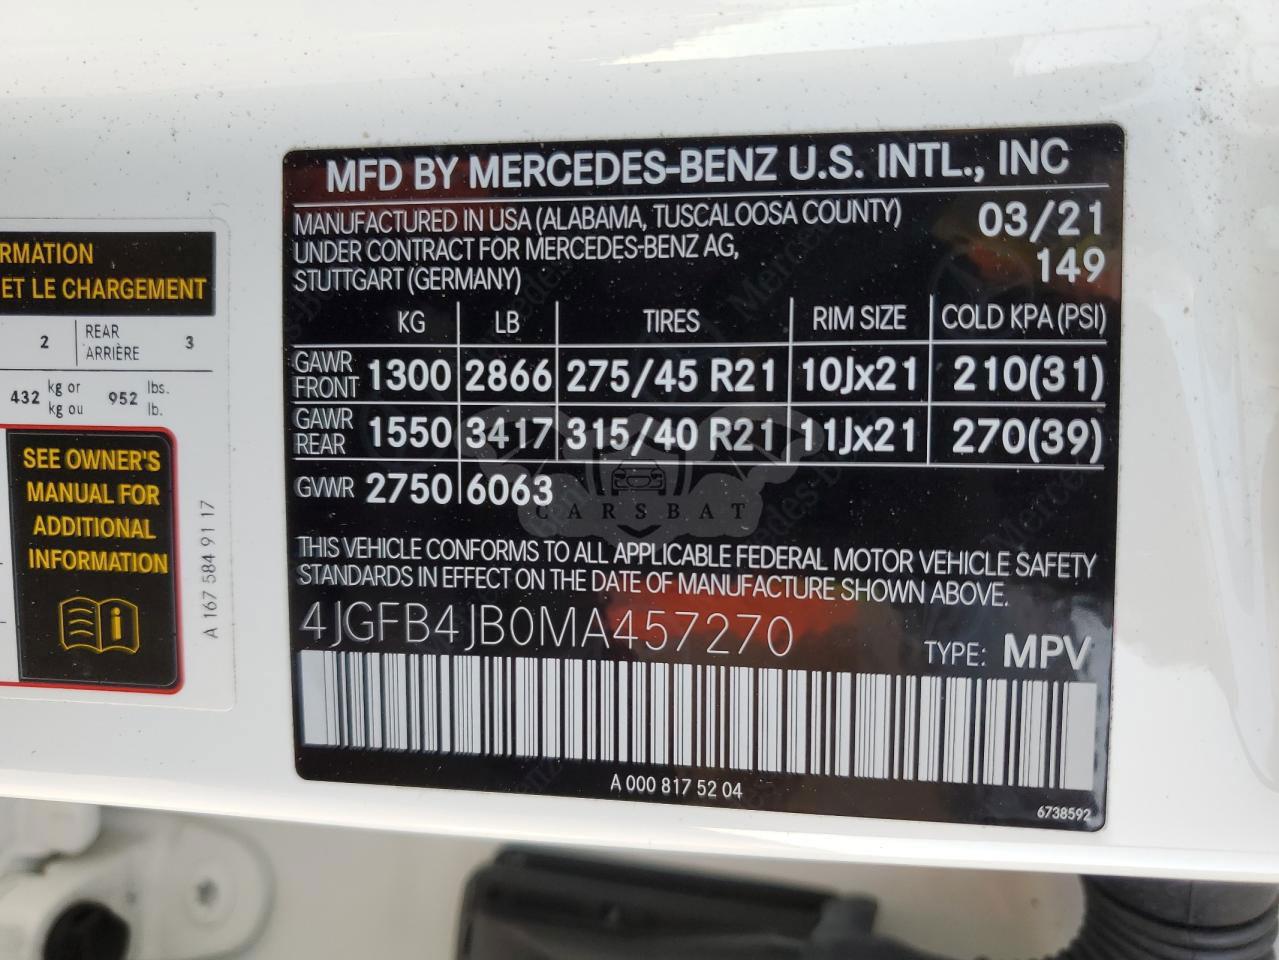 RMATION
ET LE CHARGEMENT
2 REAR ARRIÈRE 3
432 kg or kg ou 952 lbs. lb.
SEE OWNER'S
MANUAL FOR
ADDITIONAL
INFORMATION
A 167 584 91 17
MFD BY MERCEDES-BENZ U.S. INTL., INC
MANUFACTURED IN USA (ALABAMA, TUSCALOOSA COUNTY) 03/21
UNDER CONTRACT FOR MERCEDES-BENZ AG, 149
STUTTGART (GERMANY)
KG LB TIRES RIM SIZE COLD KPA (PSI)
GAWR FRONT 1300 2866 275/45 R21 10Jx21 210(31)
GAWR REAR 1550 3417 315/40 R21 11Jx21 270(39)
GVWR 2750 6063
CARSBAT
THIS VEHICLE CONFORMS TO ALL APPLICABLE FEDERAL MOTOR VEHICLE SAFETY
STANDARDS IN EFFECT ON THE DATE OF MANUFACTURE SHOWN ABOVE.
4JGFB4JB0MA457270
TYPE: MPV
A 000 817 52 04
6738592